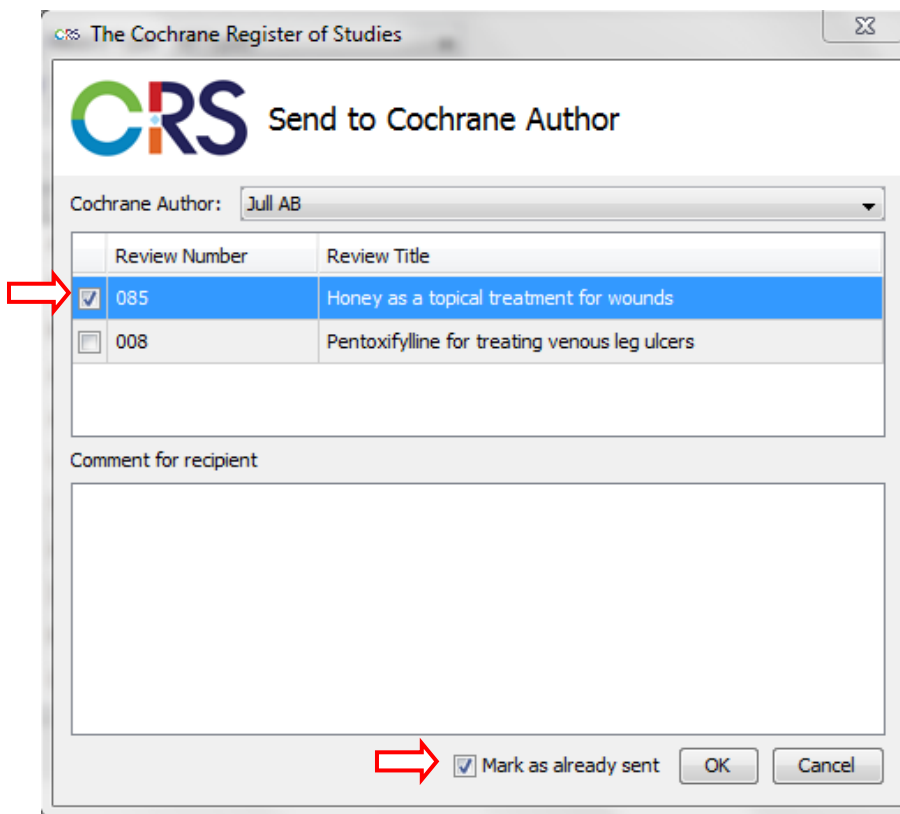 CRS The Cochrane Register of Studies
CRS Send to Cochrane Author
Cochrane Author: Jull AB
Review Number Review Title
085 Honey as a topical treatment for wounds
008 Pentoxifylline for treating venous leg ulcers
Comment for recipient
Mark as already sent OK Cancel